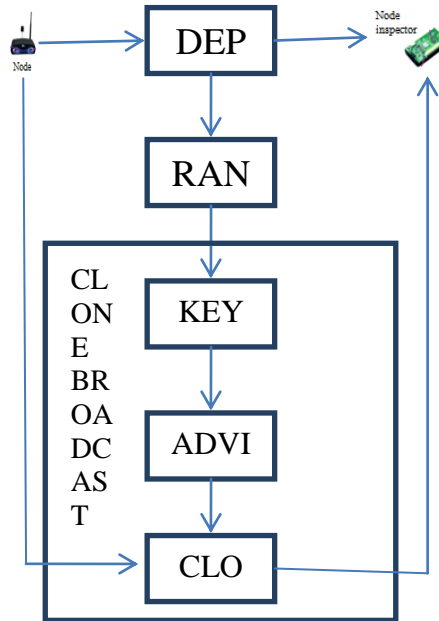 DEP
Node
inspector
Node
RAN
CL
ON
E
BR
OA
DC
AS
T
KEY
ADVI
CLO